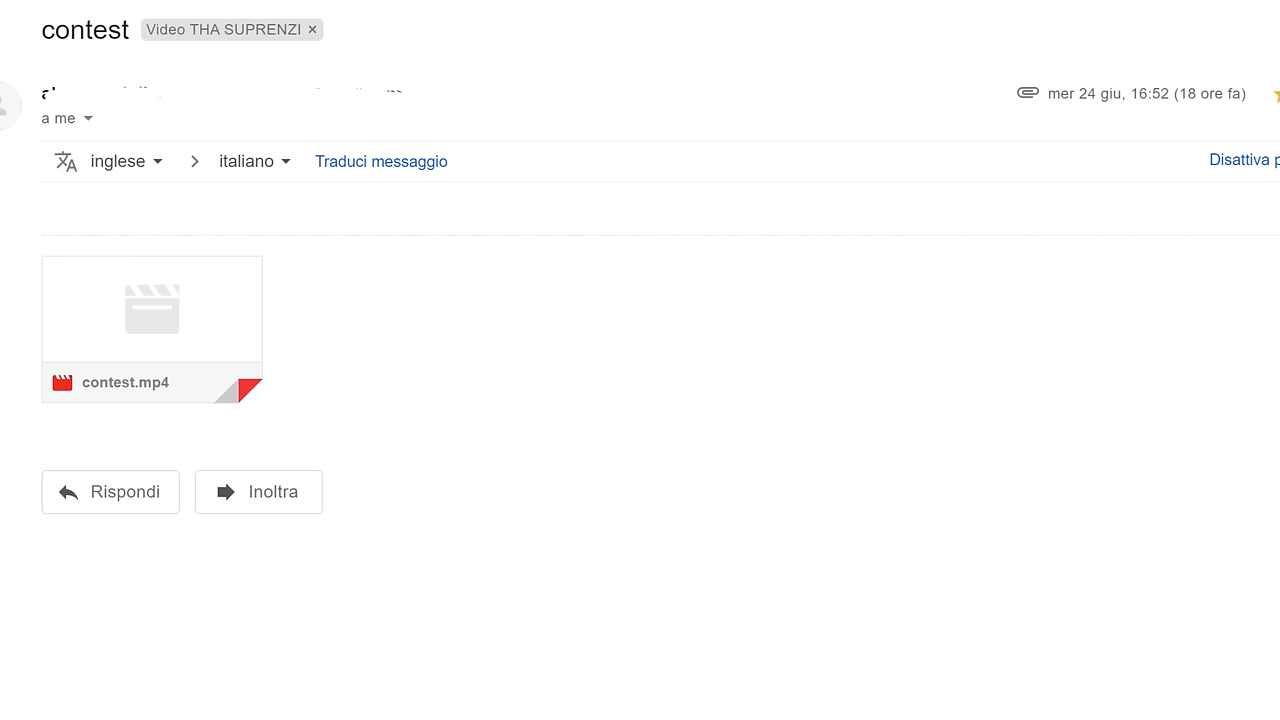 contest Video THA SUPRENZI ×
mer 24 giu, 16:52 (18 ore fa)
a me
inglese > italiano Traduci messaggio
Disattiva
contest.mp4
Rispondi Inoltra